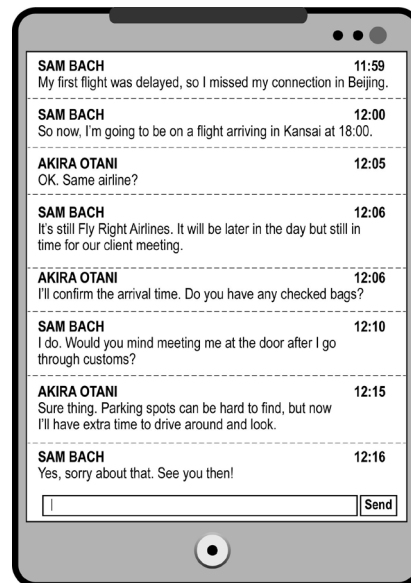 SAM BACH 11:59
My first flight was delayed, so I missed my connection in Beijing.
SAM BACH 12:00
So now, I'm going to be on a flight arriving in Kansai at 18:00.
AKIRA OTANI 12:05
OK. Same airline?
SAM BACH 12:06
It's still Fly Right Airlines. It will be later in the day but still in
time for our client meeting.
AKIRA OTANI 12:06
I'll confirm the arrival time. Do you have any checked bags?
SAM BACH 12:10
I do. Would you mind meeting me at the door after I go
through customs?
AKIRA OTANI 12:15
Sure thing. Parking spots can be hard to find, but now
I'll have extra time to drive around and look.
SAM BACH 12:16
Yes, sorry about that. See you then!
Send